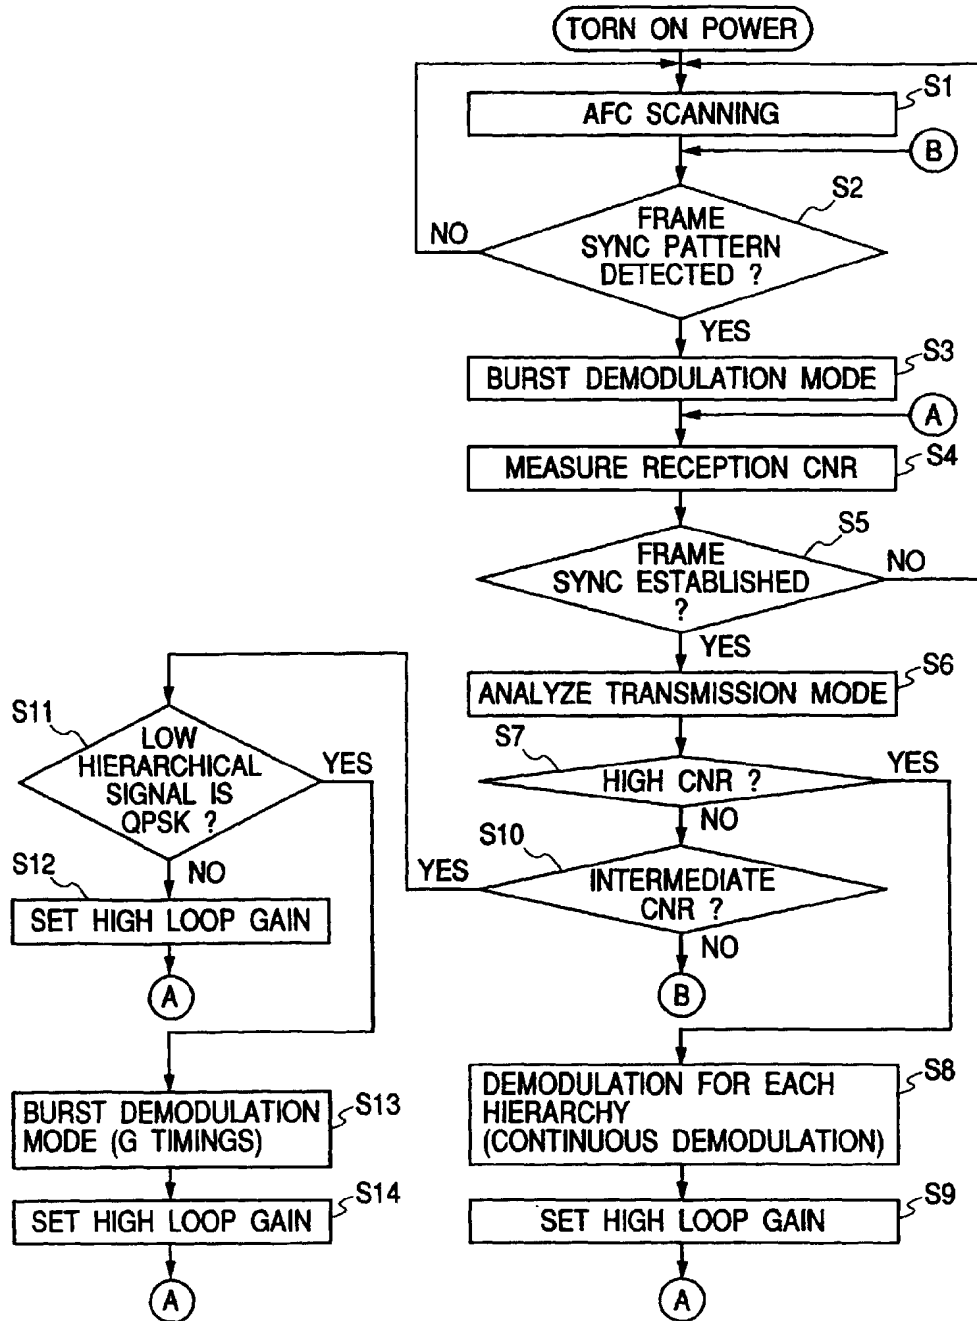 TORN ON POWER
S1
AFC SCANNING
B
S2
FRAME
SYNC PATTERN
DETECTED ?
NO
YES
S3
BURST DEMODULATION MODE
A
S4
MEASURE RECEPTION CNR
S5
FRAME
SYNC ESTABLISHED
?
NO
YES
S6
ANALYZE TRANSMISSION MODE
S7
HIGH CNR ?
YES
NO
S10
INTERMEDIATE
CNR ?
YES
NO
B
S11
LOW
HIERARCHICAL
SIGNAL IS
QPSK ?
YES
NO
S12
SET HIGH LOOP GAIN
A
S13
BURST DEMODULATION
MODE (G TIMINGS)
S14
SET HIGH LOOP GAIN
A
S8
DEMODULATION FOR EACH
HIERARCHY
(CONTINUOUS DEMODULATION)
S9
SET HIGH LOOP GAIN
A